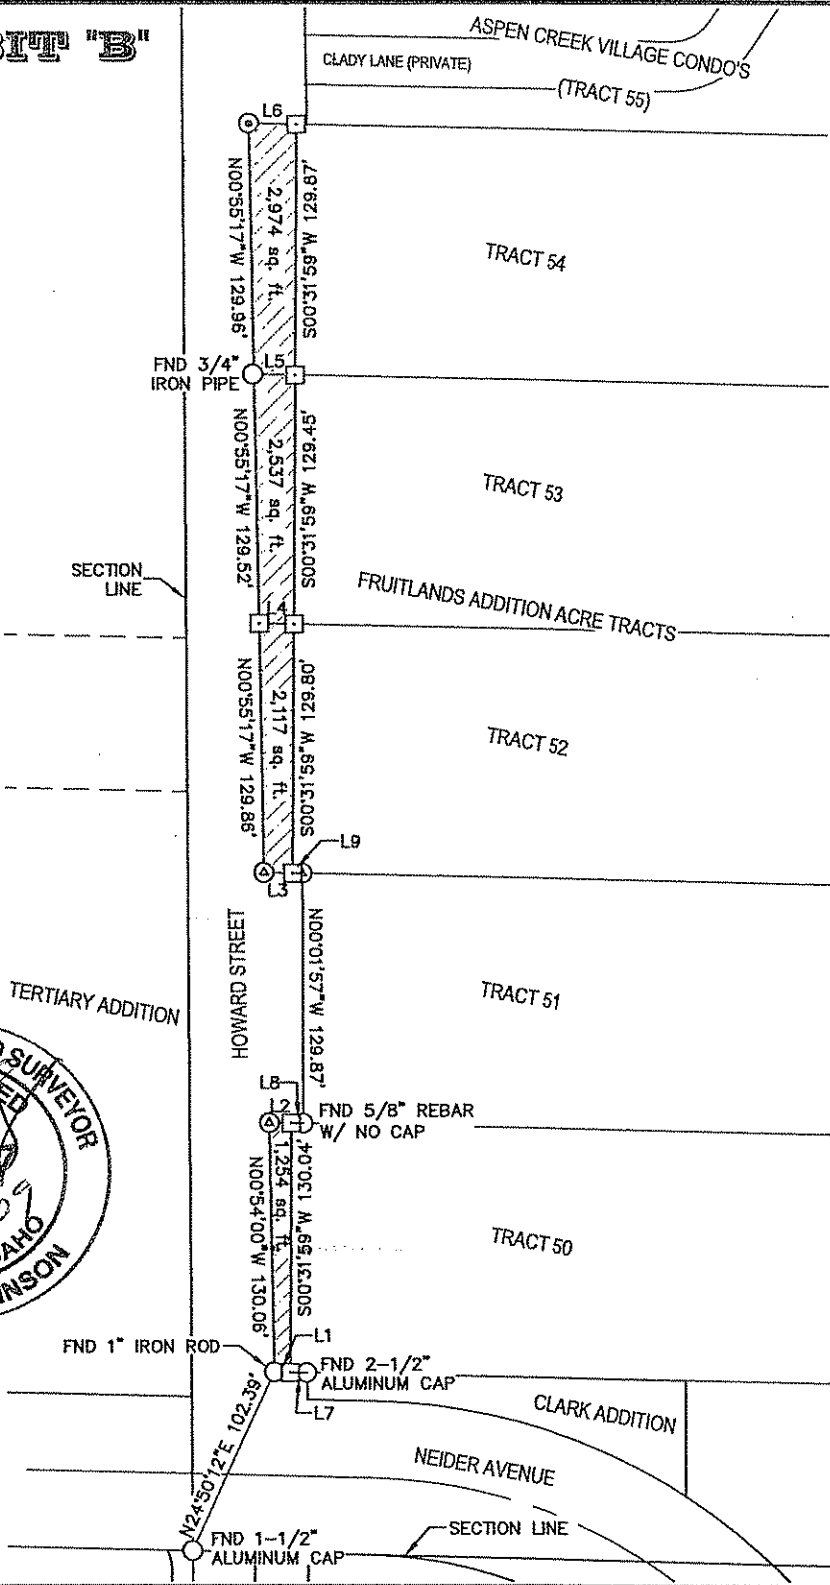 BIT "B"
ASPEN CREEK VILLAGE CONDO'S
CLADY LANE (PRIVATE)
(TRACT 55)
L6
N00°55'17"W 129.96'
2,974 sq. ft.
S00°31'59"W 129.87'
TRACT 54
FND 3/4"
IRON PIPE
L5
N00°55'17"W 129.52'
2,537 sq. ft.
S00°31'59"W 129.45'
TRACT 53
SECTION
LINE
FRUITLANDS ADDITION ACRE TRACTS
L4
N00°55'17"W 129.86'
2,117 sq. ft.
S00°31'59"W 129.80'
TRACT 52
L9
L3
HOWARD STREET
N00°01'57"W 129.87'
TRACT 51
TERTIARY ADDITION
SURVEYOR
L8
L2
FND 5/8" REBAR
W/ NO CAP
N00°54'00"W 130.06'
1,254 sq. ft.
S00°31'59"W 130.04'
TRACT 50
FND 1" IRON ROD
L1
FND 2-1/2"
ALUMINUM CAP
L7
CLARK ADDITION
N24°50'12"E 102.39'
NEIDER AVENUE
FND 1-1/2"
ALUMINUM CAP
SECTION LINE